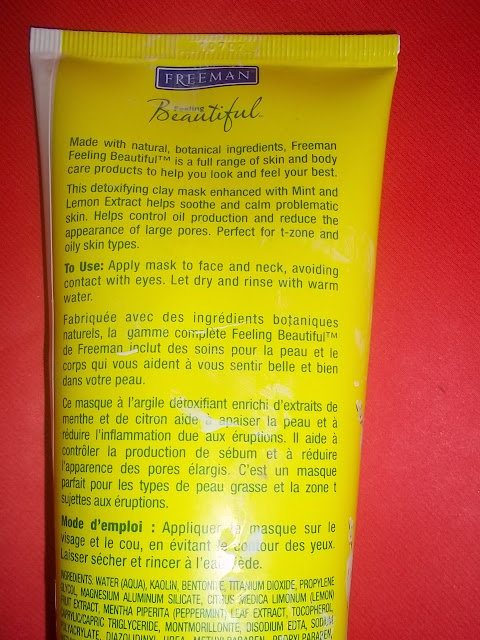 FREEMAN
Feeling
Beautiful™
Made with natural, botanical ingredients, Freeman
Feeling Beautiful™ is a full range of skin and body
care products to help you look and feel your best.
This detoxifying clay mask enhanced with Mint and
Lemon Extract helps soothe and calm problematic
skin. Helps control oil production and reduce the
appearance of large pores. Perfect for t-zone and
oily skin types.
To Use: Apply mask to face and neck, avoiding
contact with eyes. Let dry and rinse with warm
water.
Fabriquée avec des ingrédients botaniques
naturels, la gamme complète Feeling Beautiful™
de Freeman inclut des soins pour la peau et le
corps qui vous aident à vous sentir belle et bien
dans votre peau.
Ce masque à l'argile détoxifiant enrichi d'extraits de
menthe et de citron aide à apaiser la peau et à
réduire l'inflammation due aux éruptions. Il aide à
contrôler la production de sébum et à réduire
l'apparence des pores élargis. C'est un masque
parfait pour les types de peau grasse et la zone t
sujettes aux éruptions.
Mode d'emploi : Appliquer le masque sur le
visage et le cou, en évitant le contour des yeux.
Laisser sécher et rincer à l'eau tiède.
INGREDIENTS: WATER (AQUA), KAOLIN, BENTONITE, TITANIUM DIOXIDE, PROPYLENE
GLYCOL, MAGNESIUM ALUMINUM SILICATE, CITRUS MEDICA LIMONUM (LEMON)
FRUIT EXTRACT, MENTHA PIPERITA (PEPPERMINT) LEAF EXTRACT, TOCOPHEROL,
CAPRYLIC/CAPRIC TRIGLYCERIDE, MONTMORILLONITE, DISODIUM EDTA, SODIUM
POLYACRYLATE, DIAZOLIDINYL UREA, METHYLPARABEN, PROPYLPARABEN,